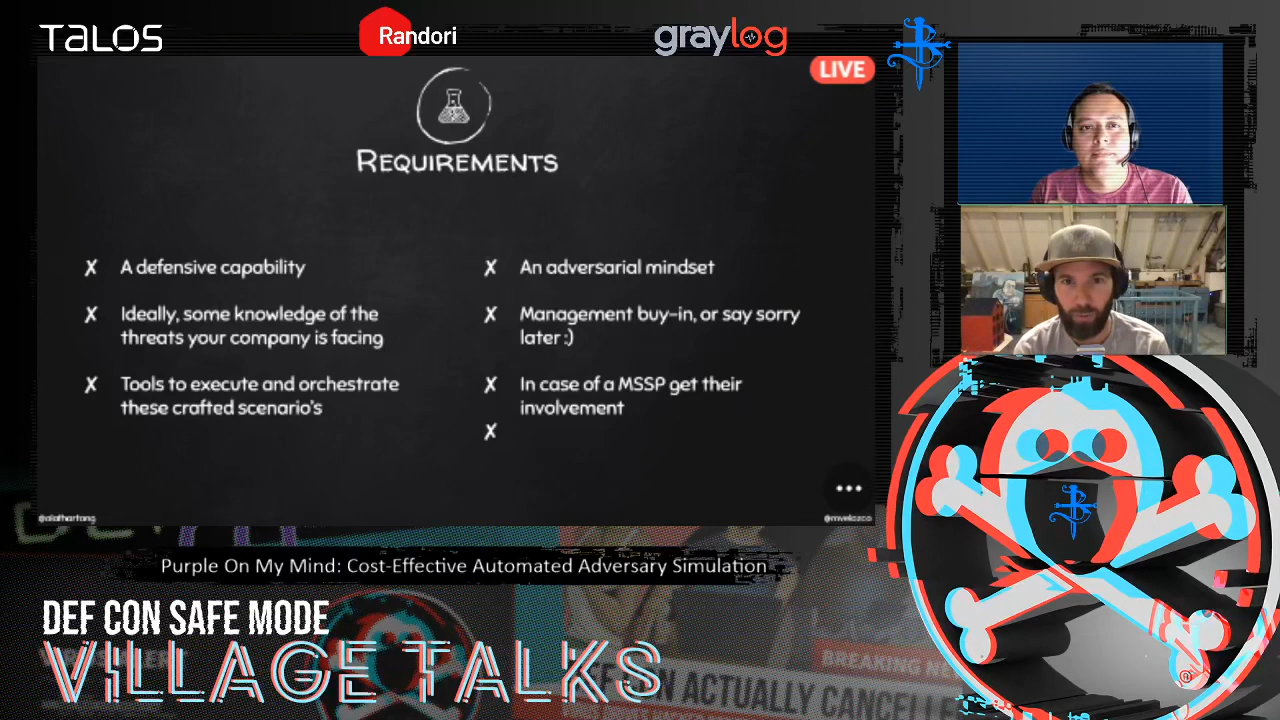 TALOS
Randori
graylog
LIVE
REQUIREMENTS
X A defensive capability
X Ideally, some knowledge of the
threats your company is facing
X Tools to execute and orchestrate
these crafted scenario's
X An adversarial mindset
X Management buy-in, or say sorry
later :)
X In case of a MSSP get their
involvement
X
@olafhartong
@mvelazco
Purple On My Mind: Cost-Effective Automated Adversary Simulation
DEF CON SAFE MODE
VILLAGE TALKS
BREAKING NE
ACTUALLY CANCELLE